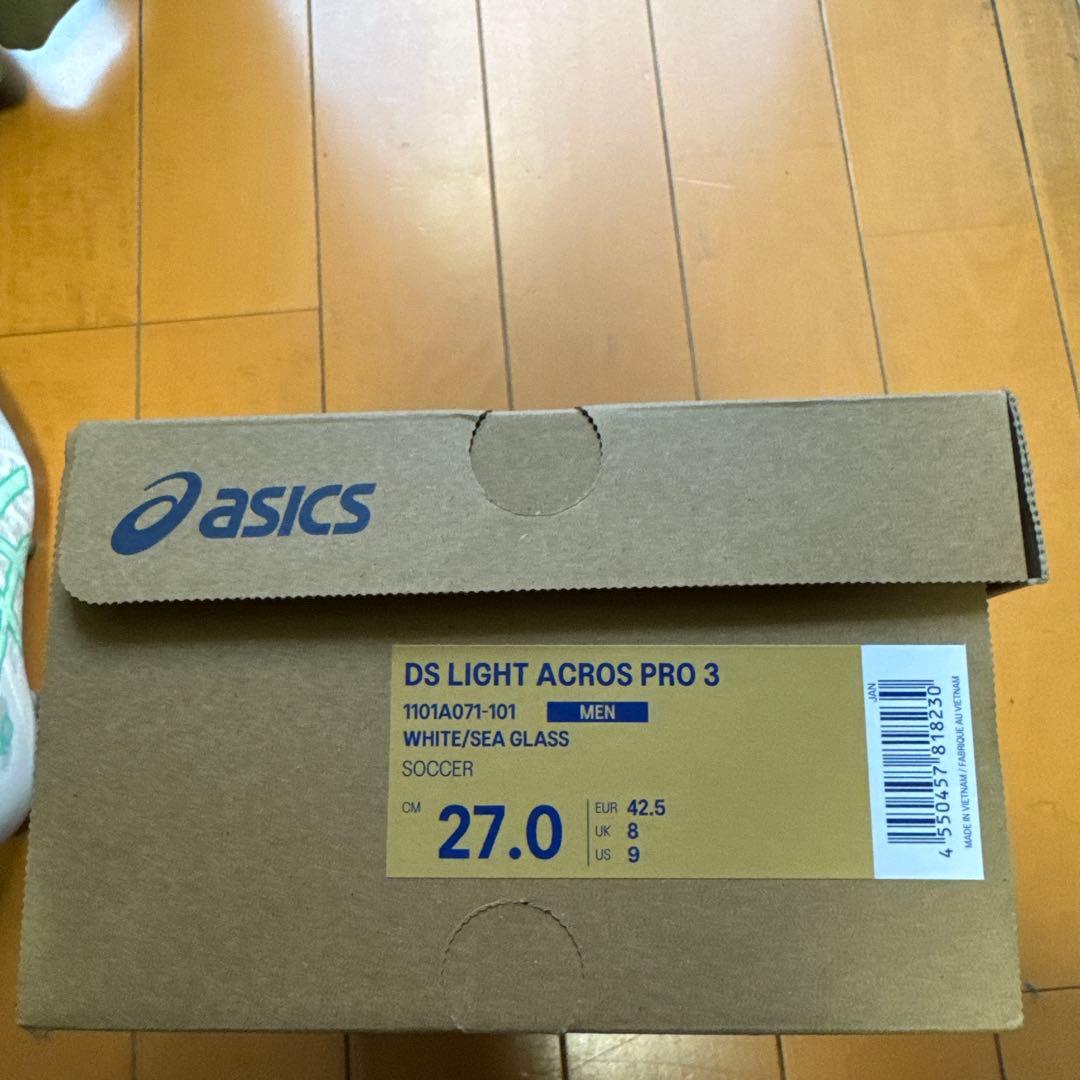 asics
DS LIGHT ACROS PRO 3
1101A071-101 MEN
WHITE/SEA GLASS
SOCCER
CM 27.0
EUR 42.5
UK 8
US 9
JAN
4 550457 818230
MADE IN VIETNAM / FABRIQUE AU VIETNAM